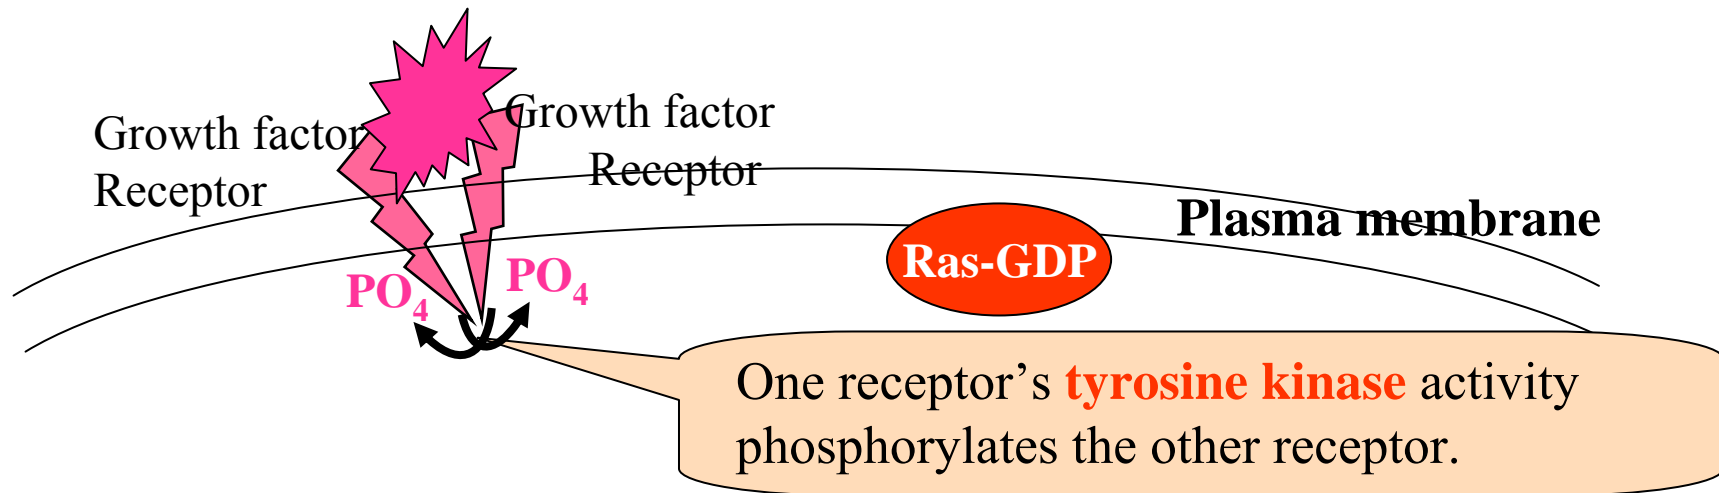 Growth factor
Receptor
Growth factor
Receptor
Plasma membrane
Ras-GDP
PO4
PO4
One receptor’s tyrosine kinase activity
phosphorylates the other receptor.